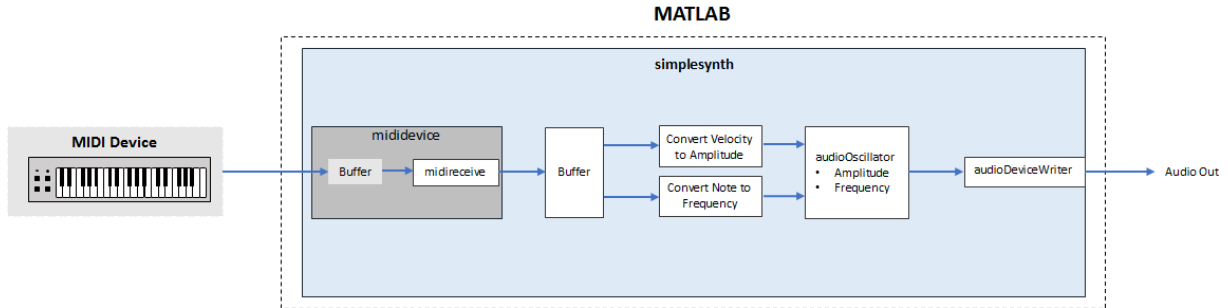 MATLAB
simplesynth
MIDI Device
mididevice
Buffer
midireceive
Buffer
Convert Velocity
to Amplitude
Convert Note to
Frequency
audioOscillator
• Amplitude
• Frequency
audioDeviceWriter
Audio Out